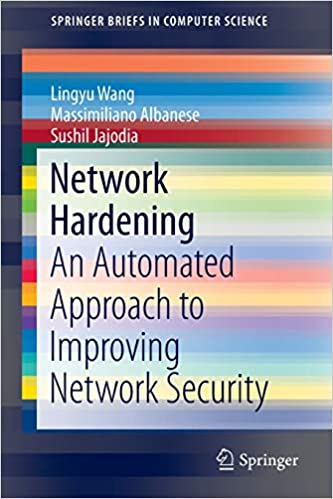 SPRINGER BRIEFS IN COMPUTER SCIENCE
Lingyu Wang
Massimiliano Albanese
Sushil Jajodia
Network
Hardening
An Automated
Approach to
Improving
Network Security
Springer